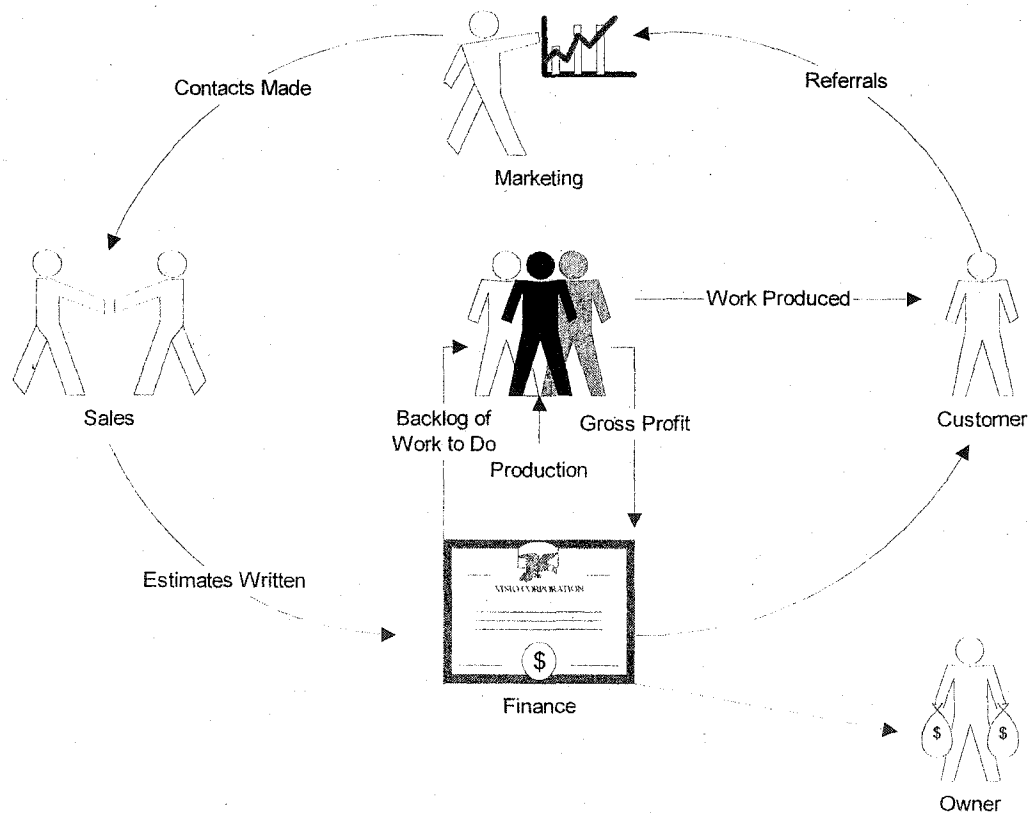 Contacts Made
Referrals
Marketing
Work Produced
Sales
Backlog of
Work to Do
Gross Profit
Customer
Production
Estimates Written
VISIO CORPORATION
$
Finance
$
$
Owner